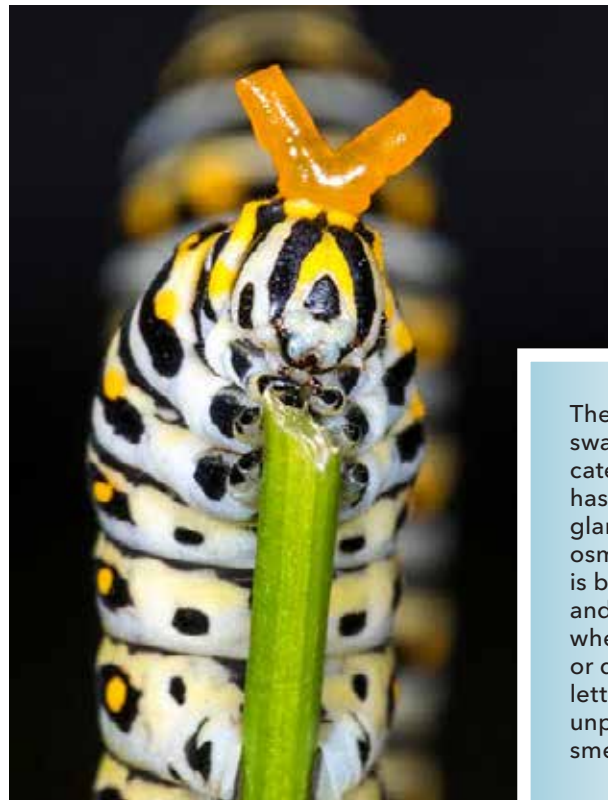 The
swa
cate
has
glan
osm
is b
and
whe
or
lett
unp
sme